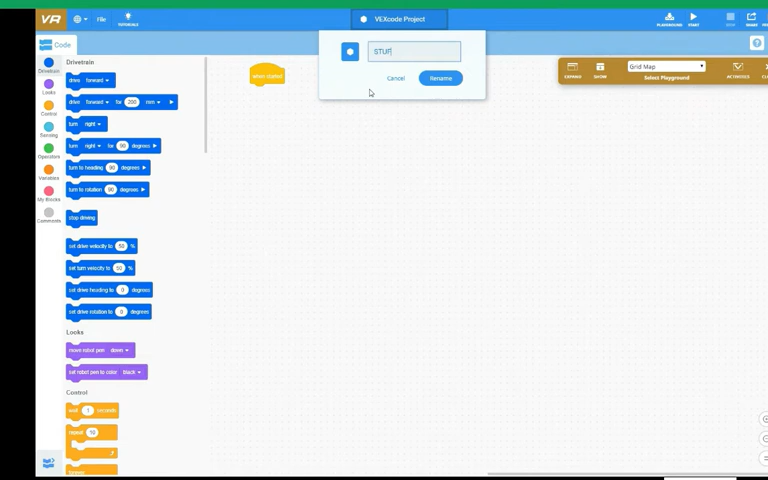 VR
File
TUTORIALS
VEXcode Project
PLAYGROUND
START
SHARE
Code
STUF
Cancel
Rename
EXPAND
SHOW
Grid Map
Select Playground
Drivetrain
Looks
Control
Sensing
Operators
Variables
My Blocks
Comments
Drivetrain
drive forward
drive forward for 200 mm
turn right
turn right for 90 degrees
turn to heading 90 degrees
turn to rotation 90 degrees
stop driving
set drive velocity to 50 %
set turn velocity to 50 %
set drive heading to 0 degrees
set drive rotation to 0 degrees
Looks
move robot pen down
set robot pen to color black
Control
wait 1 seconds
repeat 10
when started